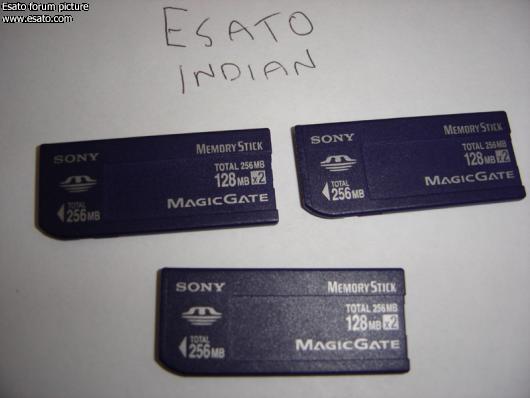 Esato forum picture
www.esato.com
ESATO
INDIAN
SONY
MEMORY STICK
TOTAL 256MB
128MB x2
TOTAL
256MB
MAGICGATE
SONY
MEMORY STICK
TOTAL 256MB
128MB x2
TOTAL
256MB
MAGICGATE
SONY
MEMORY STICK
TOTAL 256MB
128MB x2
TOTAL
256MB
MAGICGATE